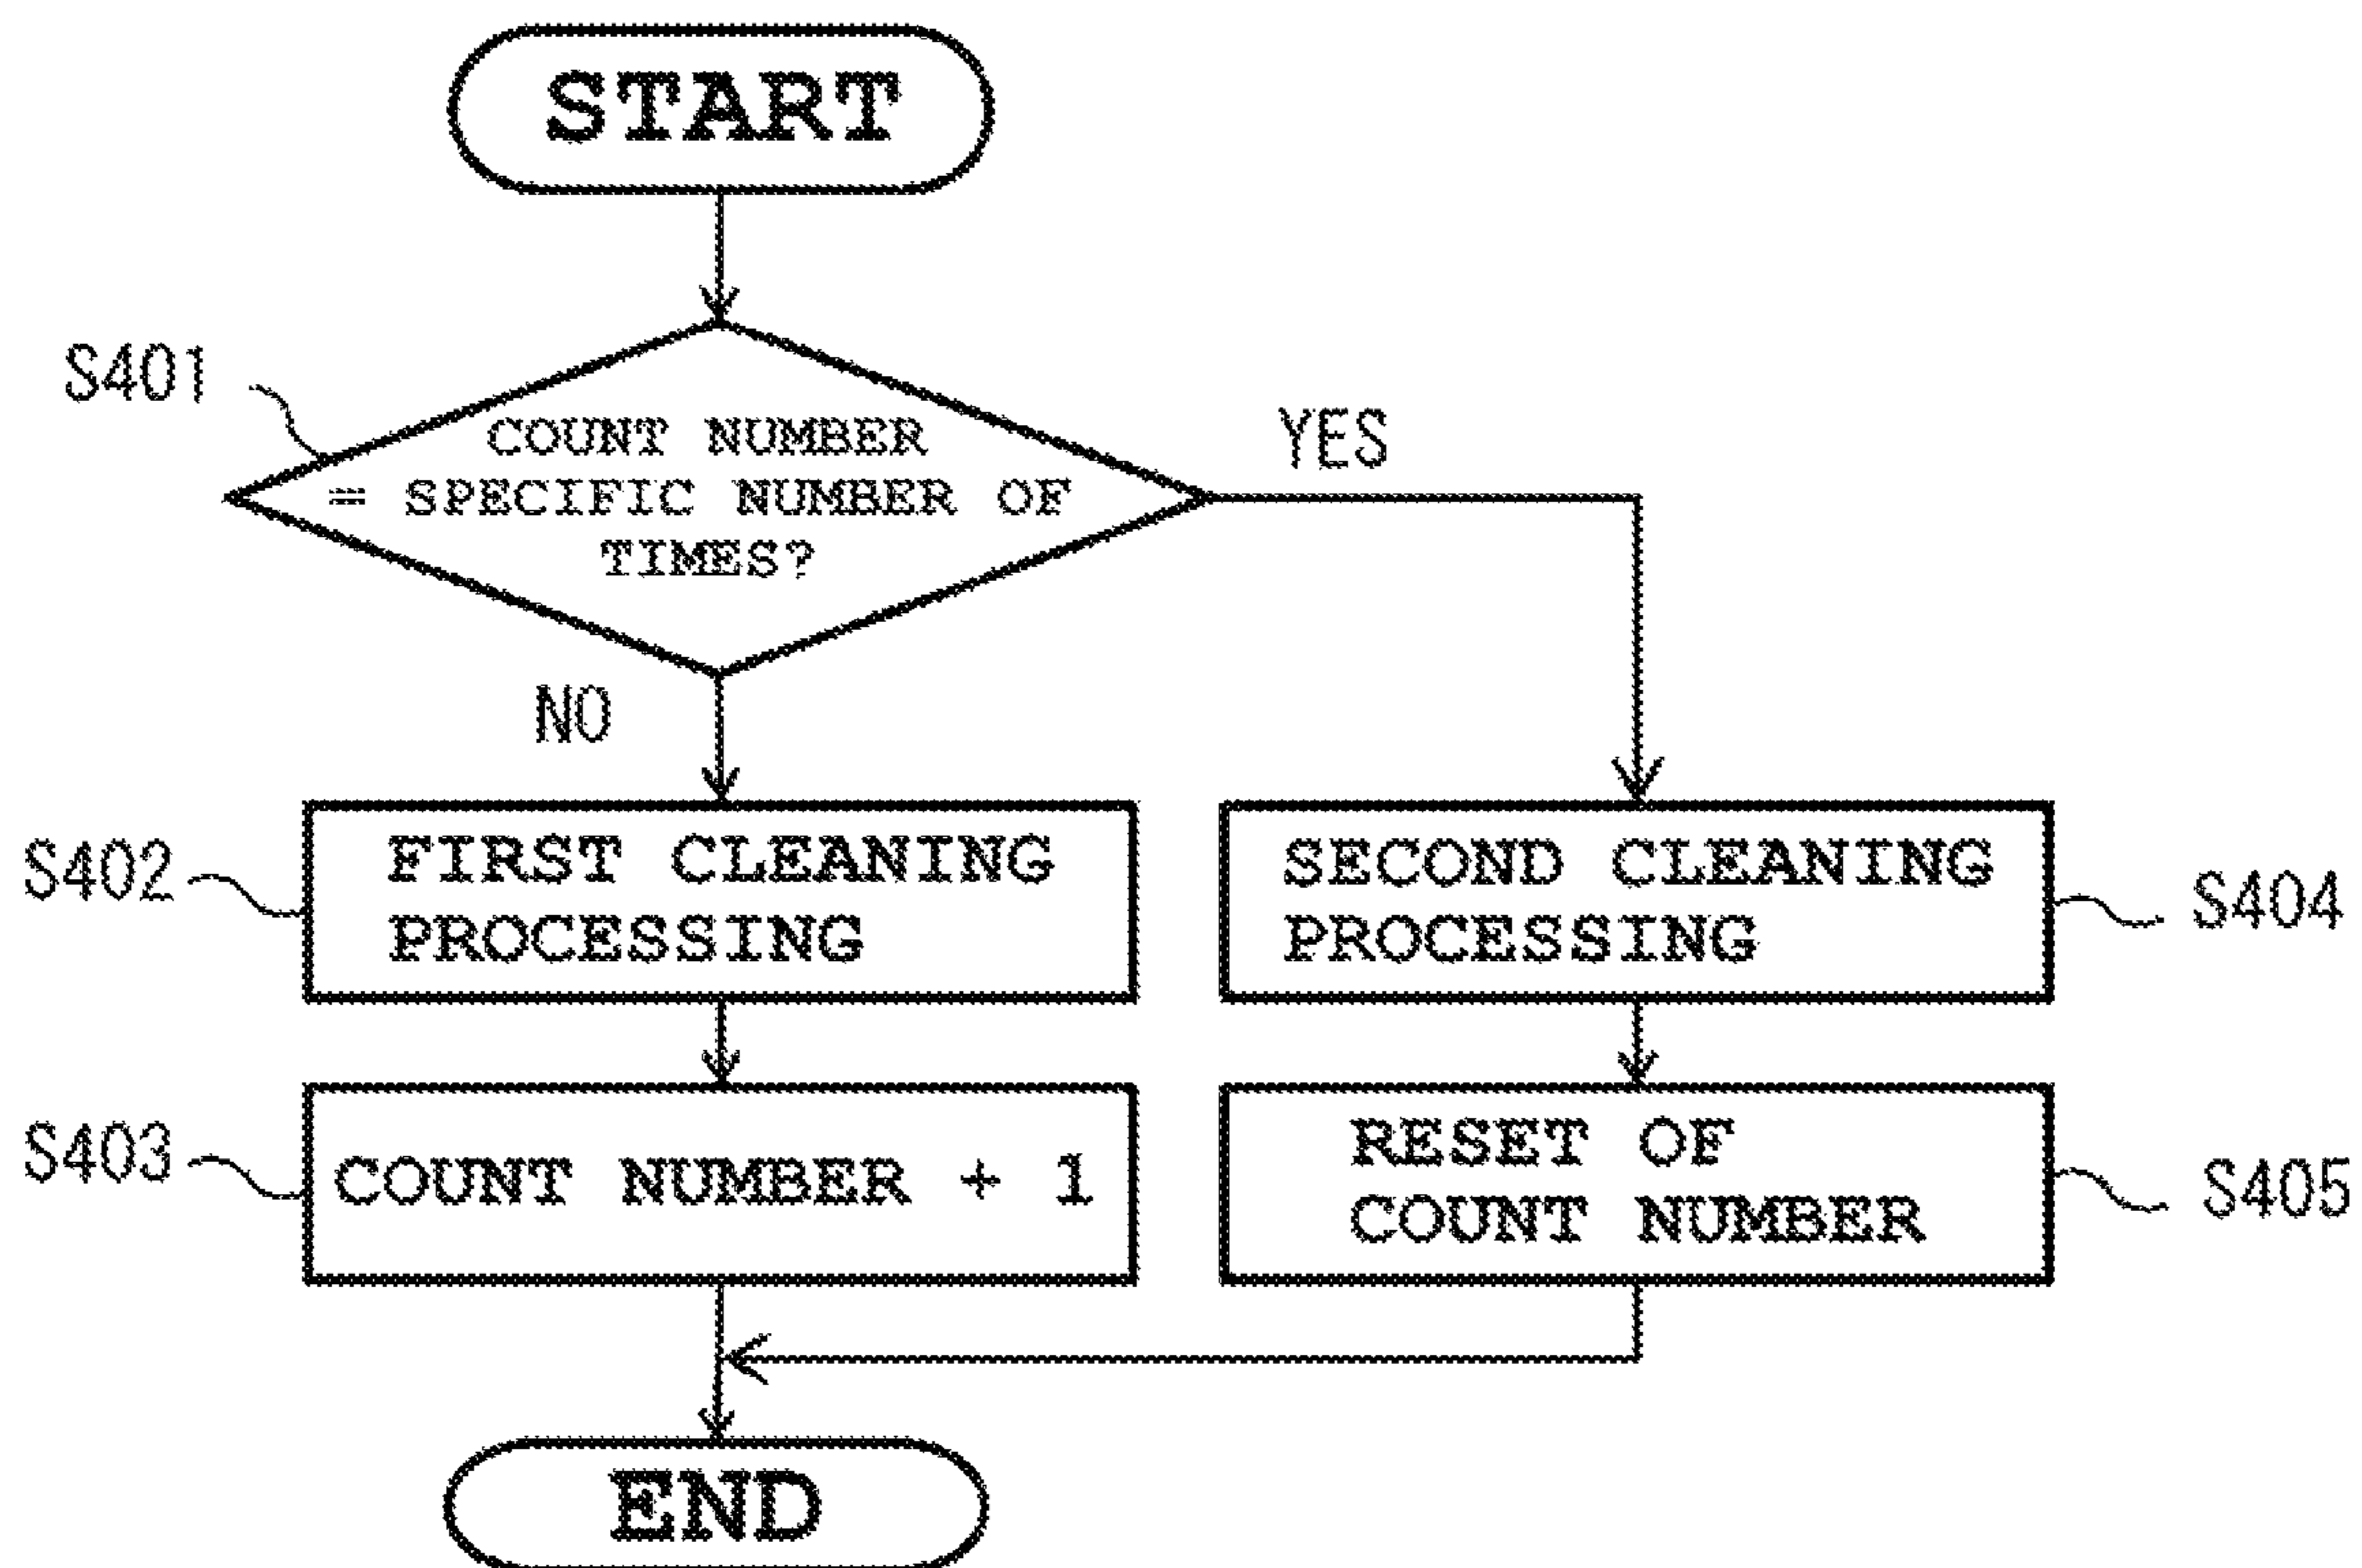 START
S401
COUNT NUMBER
= SPECIFIC NUMBER OF
TIMES?
YES
NO
S402
FIRST CLEANING
PROCESSING
SECOND CLEANING
PROCESSING
S404
S403
COUNT NUMBER + 1
RESET OF
COUNT NUMBER
S405
END